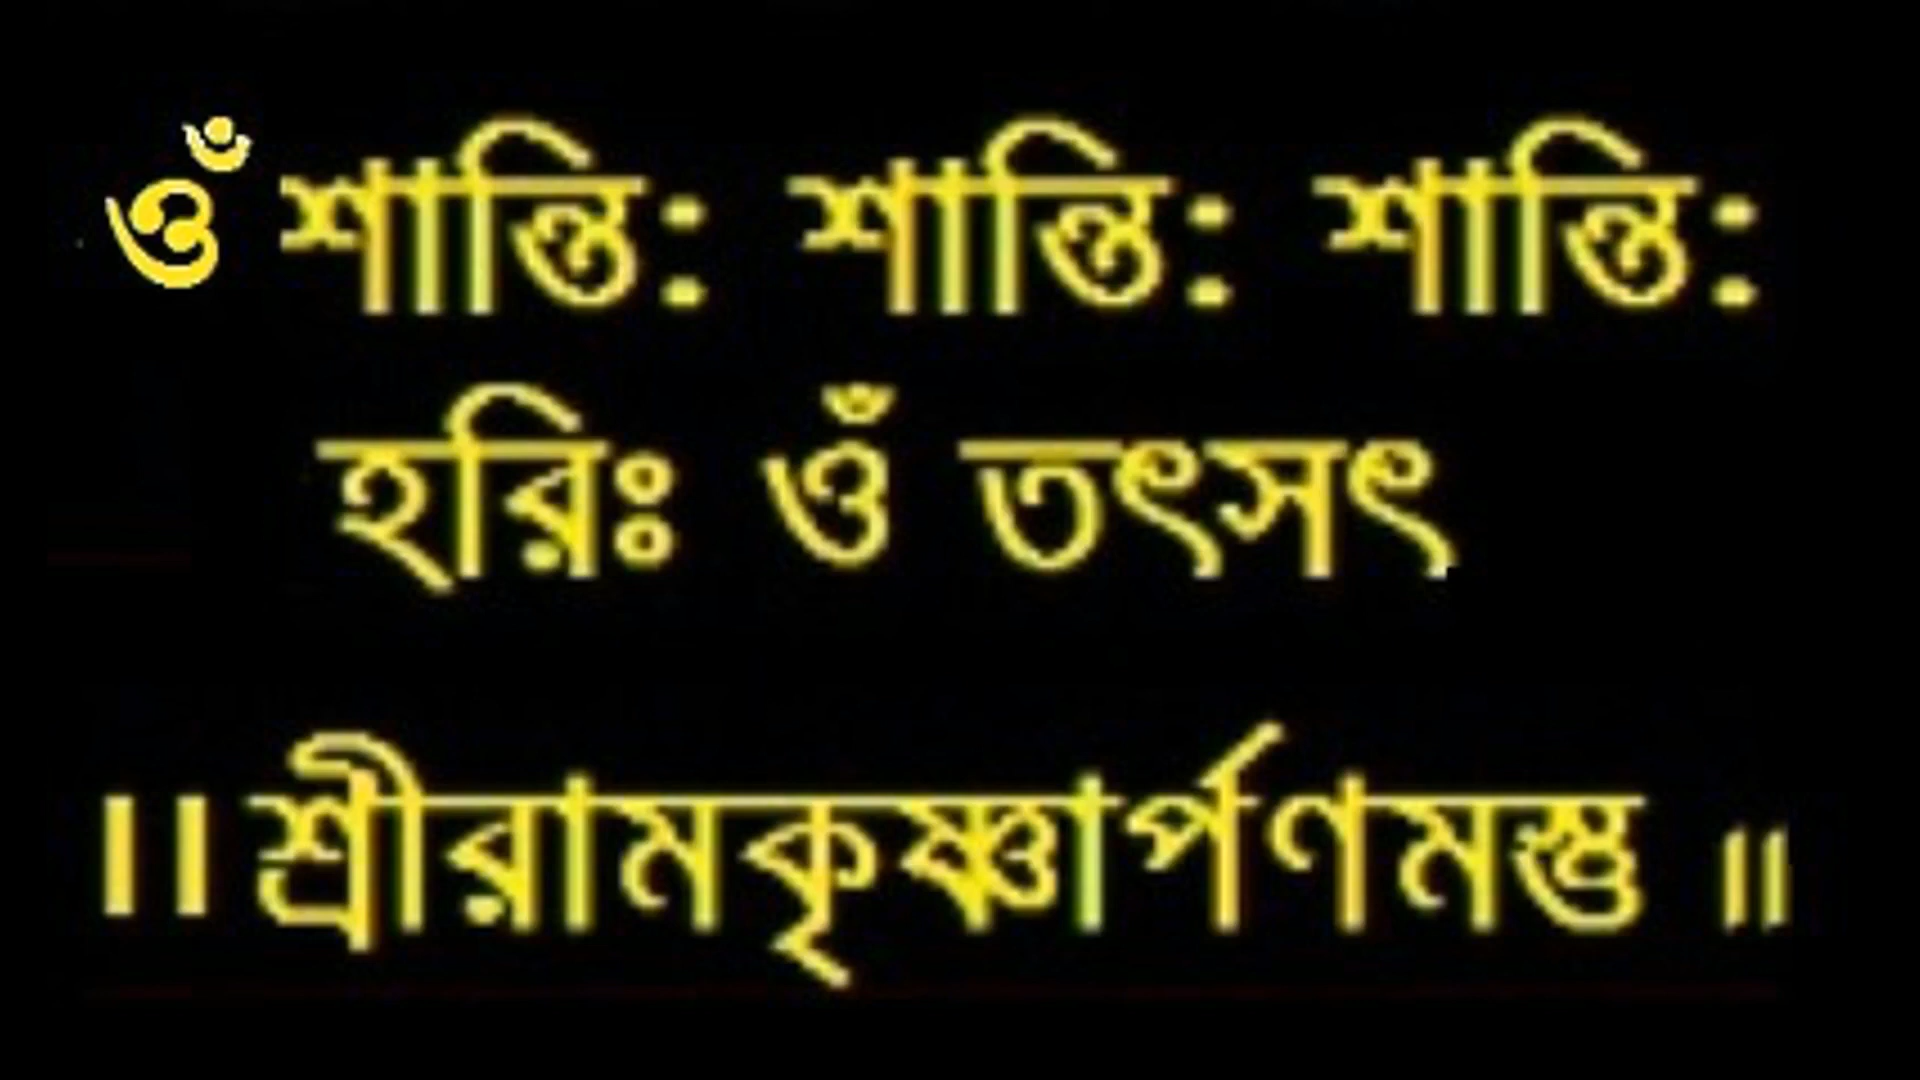 ওঁ শান্তি: শান্তি: শান্তি:
হরিঃ ওঁ তৎসৎ
।। শ্রীরামকৃষ্ণার্পণমস্তু ॥